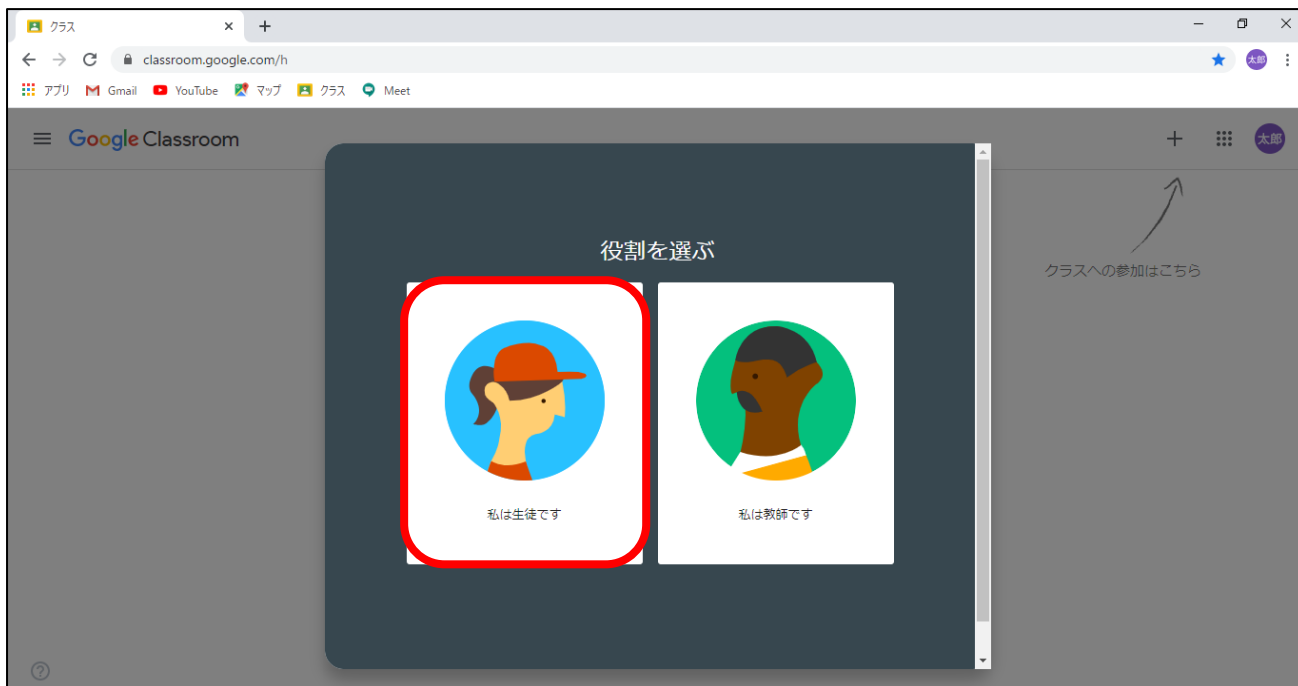 クラス
classroom.google.com/h
太郎
アプリ Gmail YouTube マップ クラス Meet
Google Classroom
太郎
役割を選ぶ
クラスへの参加はこちら
私は生徒です
私は教師です